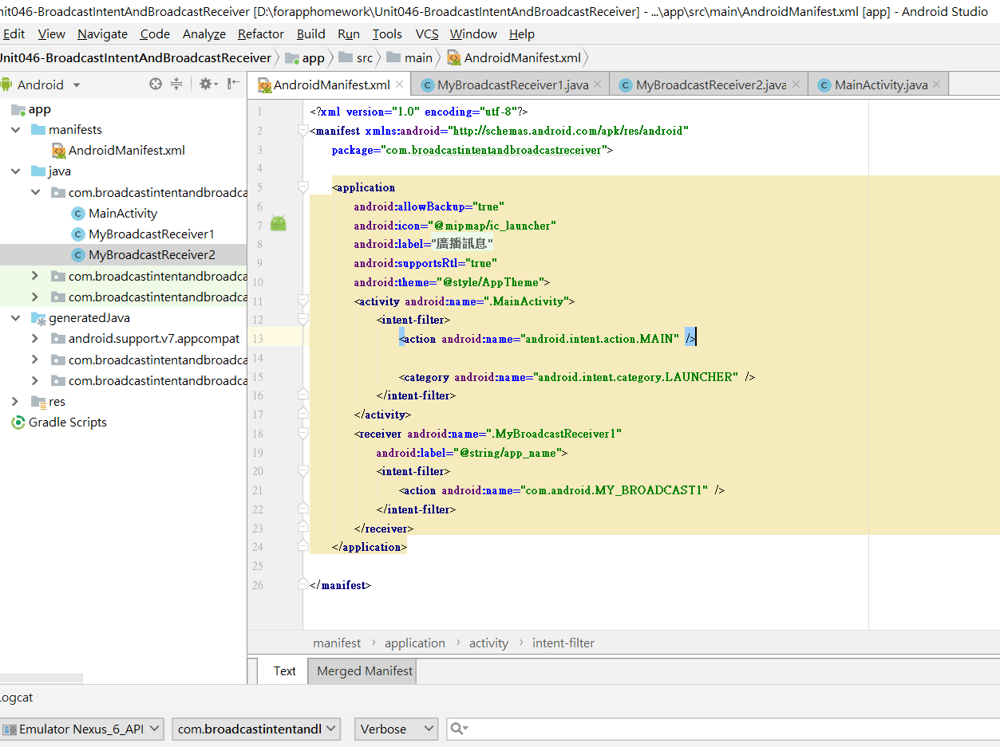 nit046-BroadcastIntentAndBroadcastReceiver [D:\forapphomework\Unit046-BroadcastIntentAndBroadcastReceiver] - ...\app\src\main\AndroidManifest.xml [app] - Android Studio
Edit View Navigate Code Analyze Refactor Build Run Tools VCS Window Help
Unit046-BroadcastIntentAndBroadcastReceiver app src main AndroidManifest.xml
Android
AndroidManifest.xml MyBroadcastReceiver1.java MyBroadcastReceiver2.java MainActivity.java
app
manifests
AndroidManifest.xml
java
com.broadcastintentandbroadca
MainActivity
MyBroadcastReceiver1
MyBroadcastReceiver2
com.broadcastintentandbroadca
com.broadcastintentandbroadca
generatedJava
android.support.v7.appcompat
com.broadcastintentandbroadca
com.broadcastintentandbroadca
res
Gradle Scripts
1 <?xml version="1.0" encoding="utf-8"?>
2 <manifest xmlns:android="http://schemas.android.com/apk/res/android"
3 package="com.broadcastintentandbroadcastreceiver">
4
5 <application
6 android:allowBackup="true"
7 android:icon="@mipmap/ic_launcher"
8 android:label="廣播訊息"
9 android:supportsRtl="true"
10 android:theme="@style/AppTheme">
11 <activity android:name=".MainActivity">
12 <intent-filter>
13 <action android:name="android.intent.action.MAIN" />
14
15 <category android:name="android.intent.category.LAUNCHER" />
16 </intent-filter>
17 </activity>
18 <receiver android:name=".MyBroadcastReceiver1"
19 android:label="@string/app_name">
20 <intent-filter>
21 <action android:name="com.android.MY_BROADCAST1" />
22 </intent-filter>
23 </receiver>
24 </application>
25
26 </manifest>
manifest › application › activity › intent-filter
Text Merged Manifest
Logcat
Emulator Nexus_6_API com.broadcastintentandl Verbose